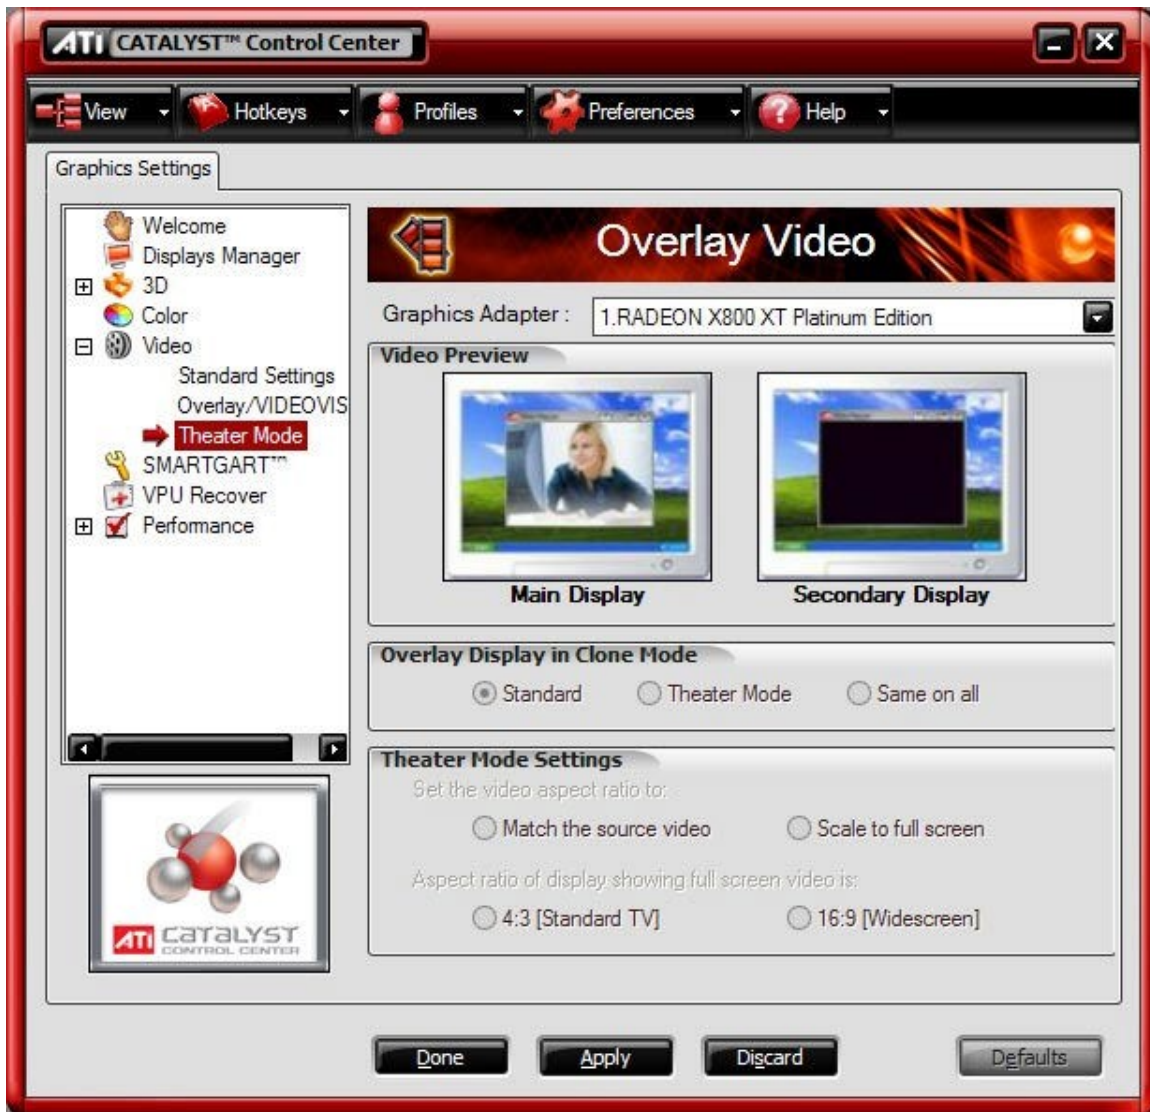 ATI CATALYST™ Control Center
View Hotkeys Profiles Preferences Help
Graphics Settings
Welcome
Displays Manager
3D
Color
Video
Standard Settings
Overlay/VIDEOVIS
Theater Mode
SMARTGART™
VPU Recover
Perfomance
ATI CATALYST
CONTROL CENTER
Overlay Video
Graphics Adapter : 1.RADEON X800 XT Platinum Edition
Video Preview
Main Display Secondary Display
Overlay Display in Clone Mode
Standard Theater Mode Same on all
Theater Mode Settings
Set the video aspect ratio to:
Match the source video Scale to full screen
Aspect ratio of display showing full screen video is:
4:3 [Standard TV] 16:9 [Widescreen]
Done Apply Discard Defaults